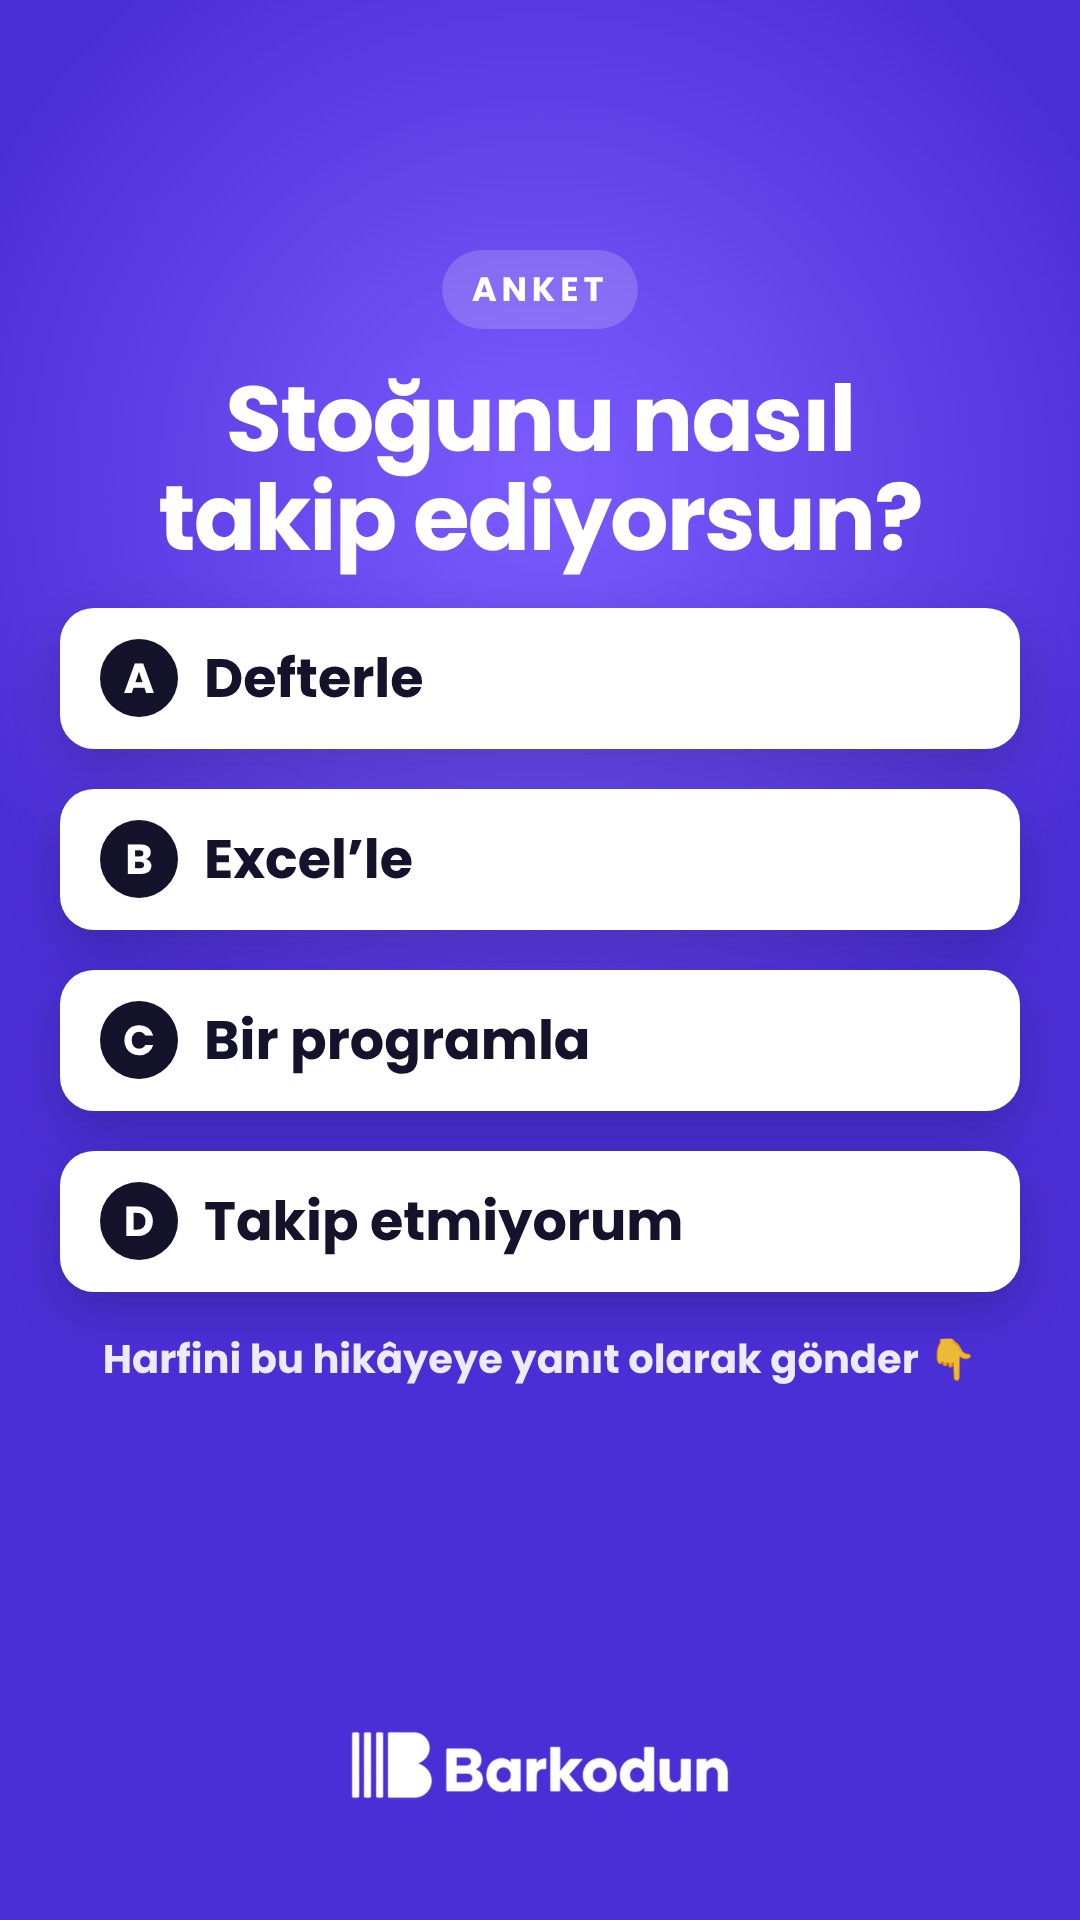 ANKET
Stoğunu nasıl
takip ediyorsun?
A Defterle
B Excel’le
C Bir programla
D Takip etmiyorum
Harfini bu hikâyeye yanıt olarak gönder 👇
Barkodun